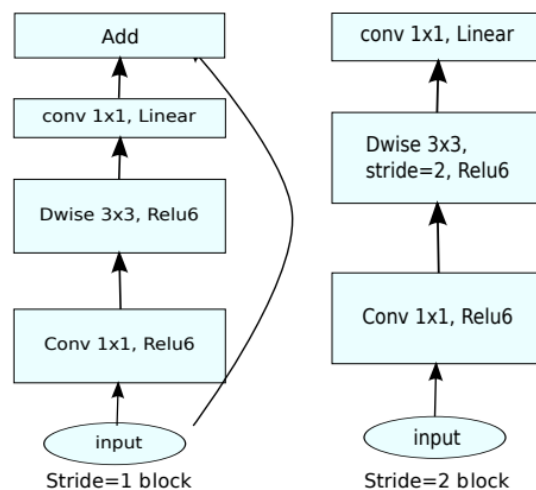 Add
conv 1x1, Linear
Dwise 3x3, Relu6
Conv 1x1, Relu6
input
Stride=1 block
conv 1x1, Linear
Dwise 3x3,
stride=2, Relu6
Conv 1x1, Relu6
input
Stride=2 block